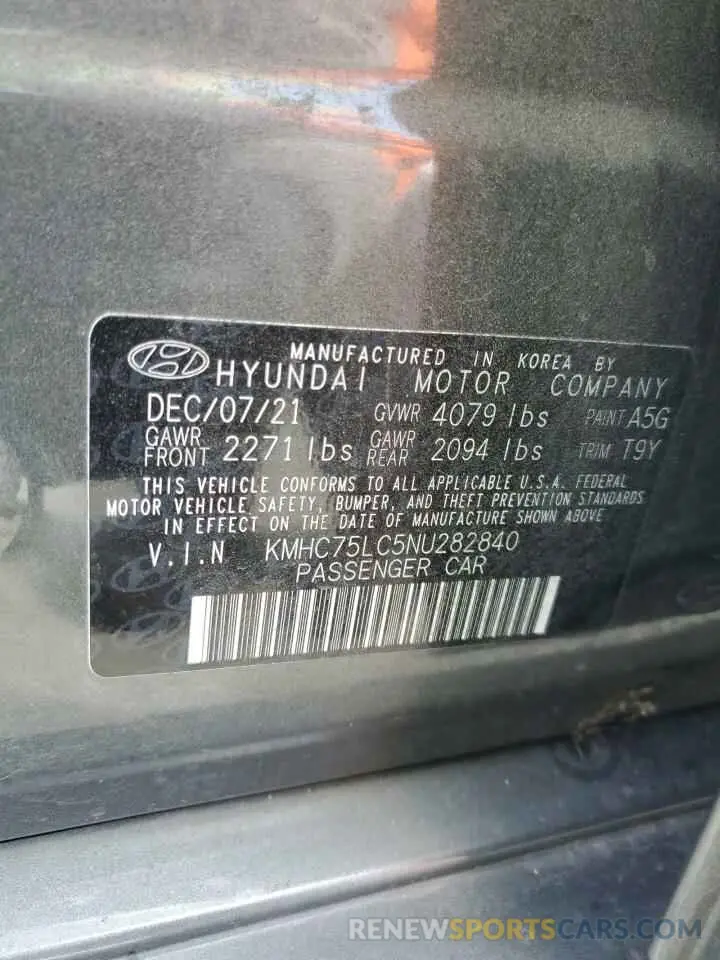 MANUFACTURED IN KOREA BY
HYUNDAI MOTOR COMPANY
DEC/07/21 GVWR 4079 lbs PAINT A5G
GAWR FRONT 2271 lbs GAWR REAR 2094 lbs TRIM T9Y
THIS VEHICLE CONFORMS TO ALL APPLICABLE U.S.A. FEDERAL
MOTOR VEHICLE SAFETY, BUMPER, AND THEFT PREVENTION STANDARDS
IN EFFECT ON THE DATE OF MANUFACTURE SHOWN ABOVE
V.I.N KMHC75LC5NU282840
PASSENGER CAR
RENEWSPORTSCARS.COM